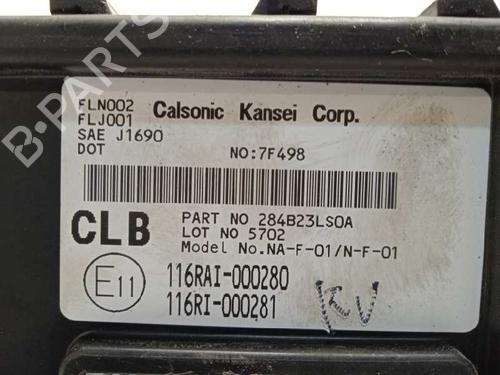 FLN002
FLJ001
SAE J1690
DOT
Calsonic Kansei Corp.
NO:7F498
CLB
PART NO 284B23LS0A
LOT NO 5702
Model No.NA-F-01/N-F-01
E11
116RAI-000280
116RI-000281